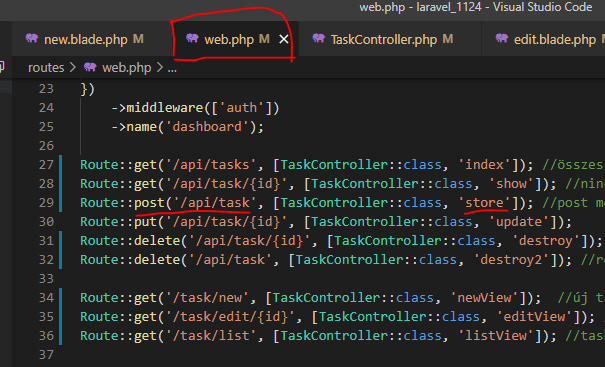 web.php - laravel_1124 - Visual Studio Code
new.blade.php M web.php M × TaskController.php M edit.blade.php M
routes > web.php > ...
23 })
24 ->middleware(['auth'])
25 ->name('dashboard');
26
27 Route::get('/api/tasks', [TaskController::class, 'index']); //összes
28 Route::get('/api/task/{id}', [TaskController::class, 'show']); //nin
29 Route::post('/api/task', [TaskController::class, 'store']); //post m
30 Route::put('/api/task/{id}', [TaskController::class, 'update']);
31 Route::delete('/api/task/{id}', [TaskController::class, 'destroy']);
32 Route::delete('/api/task', [TaskController::class, 'destroy2']); //r
33
34 Route::get('/task/new', [TaskController::class, 'newView']); //új t
35 Route::get('/task/edit/{id}', [TaskController::class, 'editView']);
36 Route::get('/task/list', [TaskController::class, 'listView']); //tas
37